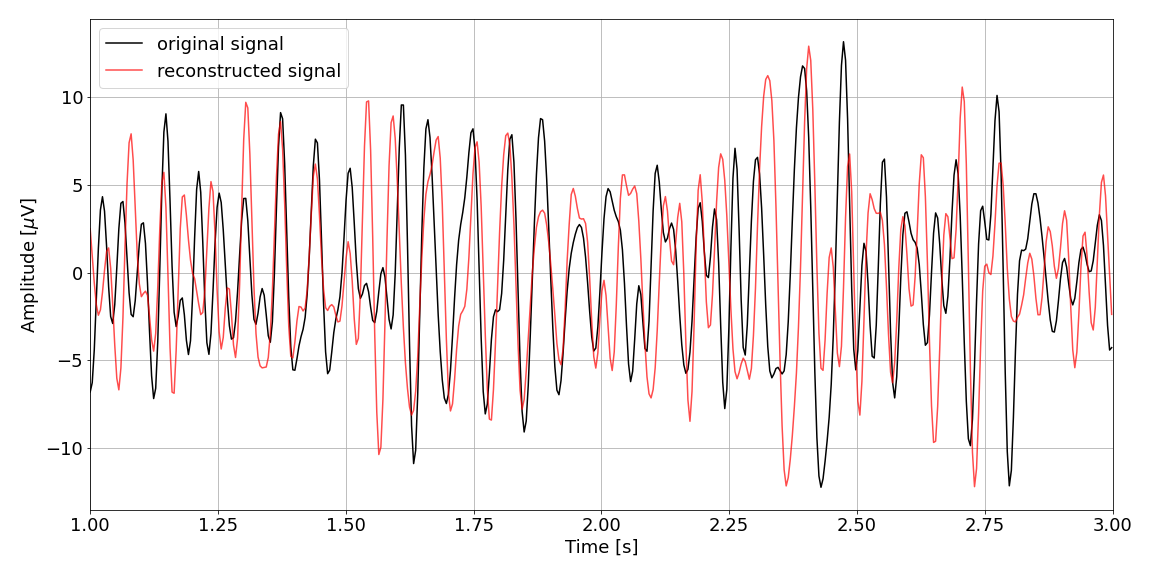 original signal
reconstructed signal
Amplitude [μV]
10
5
0
−5
−10
1.00 1.25 1.50 1.75 2.00 2.25 2.50 2.75 3.00
Time [s]